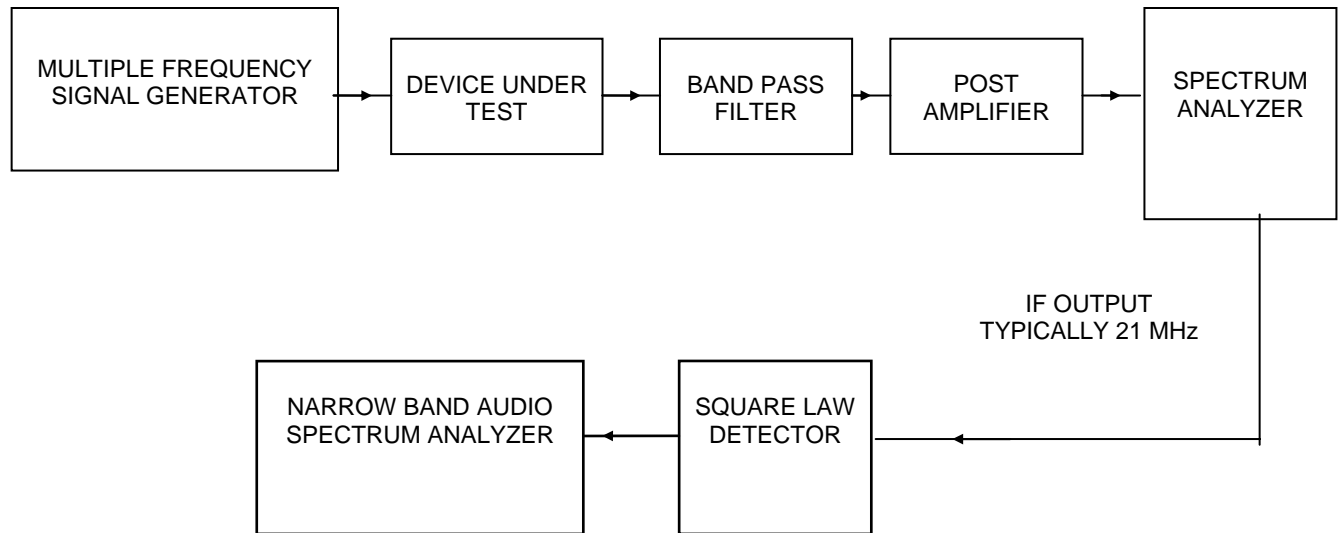 MULTIPLE FREQUENCY
SIGNAL GENERATOR
DEVICE UNDER
TEST
BAND PASS
FILTER
POST
AMPLIFIER
SPECTRUM
ANALYZER
IF OUTPUT
TYPICALLY 21 MHz
NARROW BAND AUDIO
SPECTRUM ANALYZER
SQUARE LAW
DETECTOR